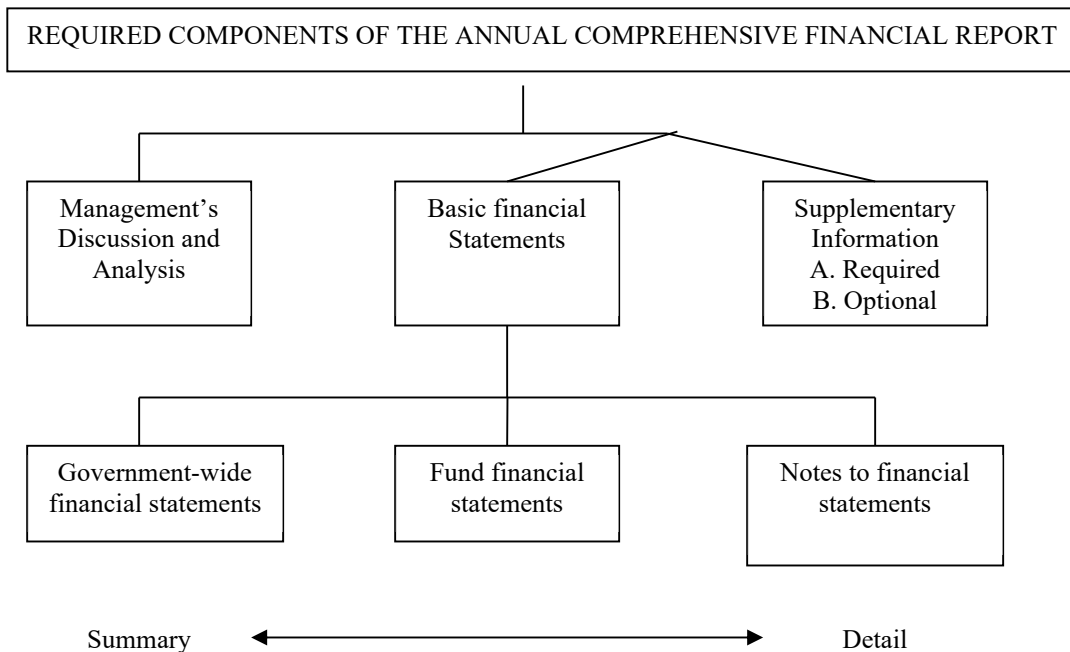 REQUIRED COMPONENTS OF THE ANNUAL COMPREHENSIVE FINANCIAL REPORT
Management’s
Discussion and
Analysis
Basic financial
Statements
Supplementary
Information
A. Required
B. Optional
Government-wide
financial statements
Fund financial
statements
Notes to financial
statements
Summary
Detail